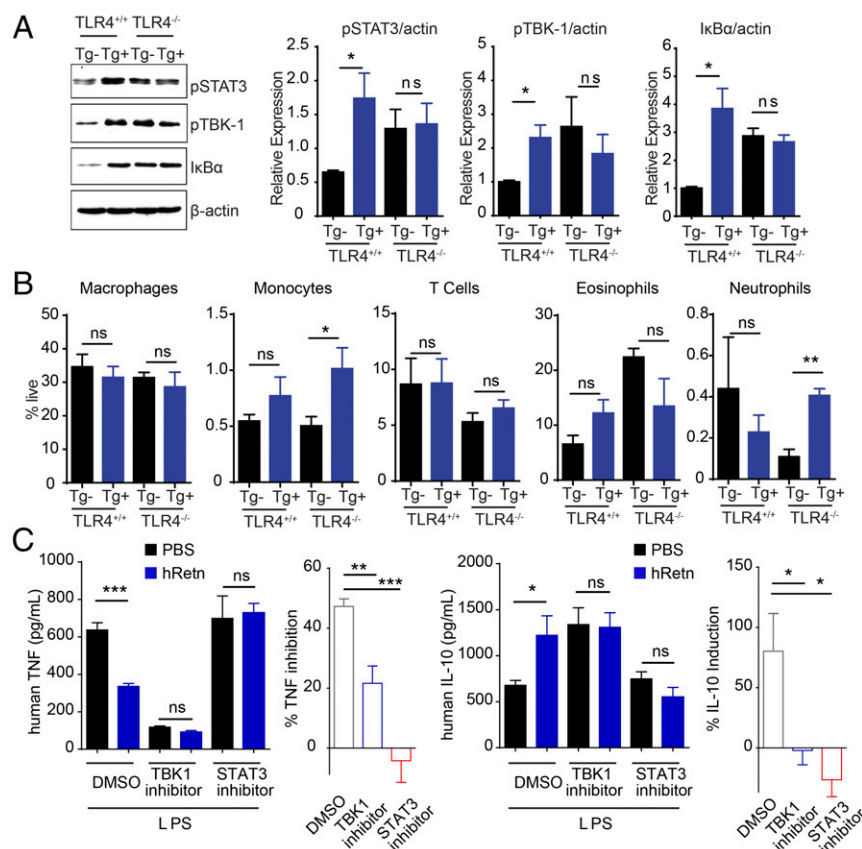 A
TLR4+/+ TLR4-/-
Tg- Tg+ Tg- Tg+
pSTAT3
pTBK-1
IκBα
β-actin
pSTAT3/actin
Relative Expression
2.5
2.0
1.5
1.0
0.5
0.0
* ns
Tg- Tg+ Tg- Tg+
TLR4+/+ TLR4-/-
pTBK-1/actin
Relative Expression
4
3
2
1
0
* ns
Tg- Tg+ Tg- Tg+
TLR4+/+ TLR4-/-
IκBα/actin
Relative Expression
6
5
4
3
2
1
0
* ns
Tg- Tg+ Tg- Tg+
TLR4+/+ TLR4-/-
B
Macrophages
% live
50
40
30
20
10
0
ns ns
Tg- Tg+ Tg- Tg+
TLR4+/+ TLR4-/-
Monocytes
1.5
1.0
0.5
0.0
ns *
Tg- Tg+ Tg- Tg+
TLR4+/+ TLR4-/-
T Cells
15
10
5
0
ns ns
Tg- Tg+ Tg- Tg+
TLR4+/+ TLR4-/-
Eosinophils
30
20
10
0
ns ns
Tg- Tg+ Tg- Tg+
TLR4+/+ TLR4-/-
Neutrophils
0.8
0.6
0.4
0.2
0
ns **
Tg- Tg+ Tg- Tg+
TLR4+/+ TLR4-/-
C
PBS
hRetn
human TNF (pg/mL)
1000
800
600
400
200
0
*** ns ns
DMSO TBK1 inhibitor STAT3 inhibitor
LPS
% TNF inhibition
60
40
20
0
**
***
DMSO
TBK1 inhibitor
STAT3 inhibitor
PBS
hRetn
human IL-10 (pg/mL)
2000
1500
1000
500
0
* ns ns
DMSO TBK1 inhibitor STAT3 inhibitor
LPS
% IL-10 Induction
150
100
50
0
* *
DMSO
TBK1 inhibitor
STAT3 inhibitor